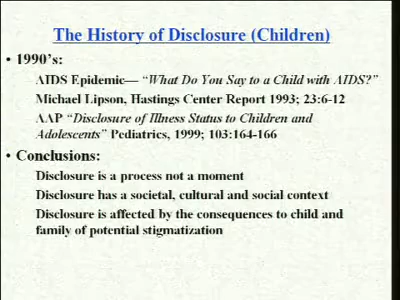 The History of Disclosure (Children)
• 1990's:
AIDS Epidemic— “What Do You Say to a Child with AIDS?”
Michael Lipson, Hastings Center Report 1993; 23:6-12
AAP “Disclosure of Illness Status to Children and
Adolescents” Pediatrics, 1999; 103:164-166
• Conclusions:
Disclosure is a process not a moment
Disclosure has a societal, cultural and social context
Disclosure is affected by the consequences to child and
family of potential stigmatization